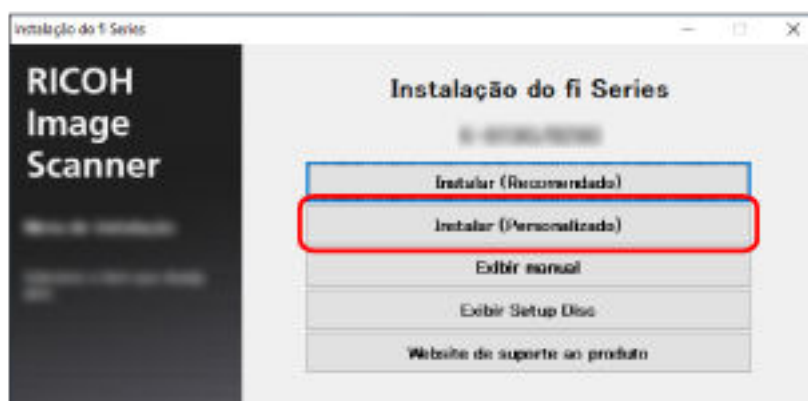 Instalação do fi Series
RICOH
Image
Scanner
Instalação do fi Series
Instalar (Recomendado)
Instalar (Personalizado)
Exibir manual
Exibir Setup Disc
Website de suporte ao produto